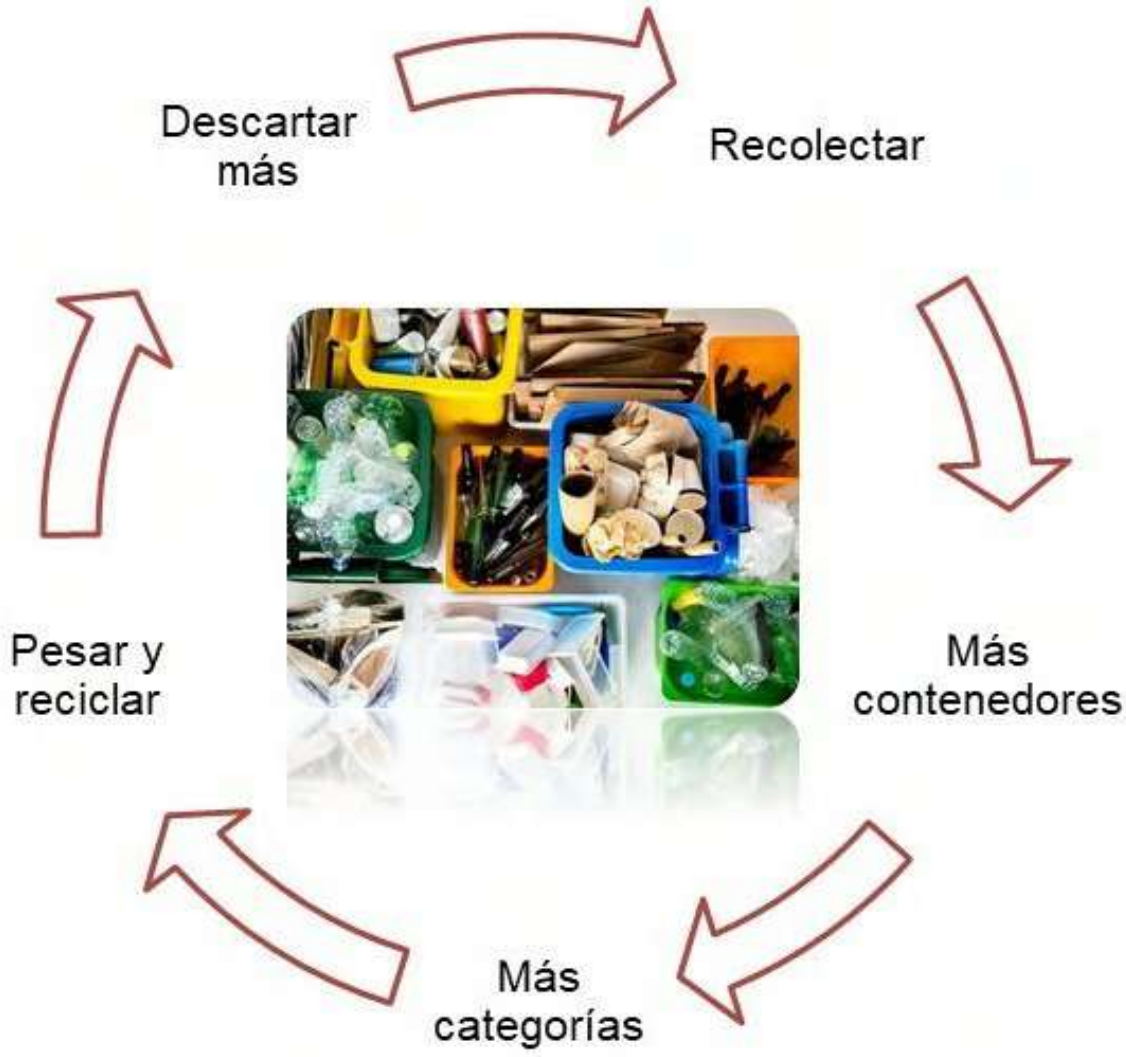 Descartar
más
Recolectar
Más
contenedores
Más
categorías
Pesar y
reciclar